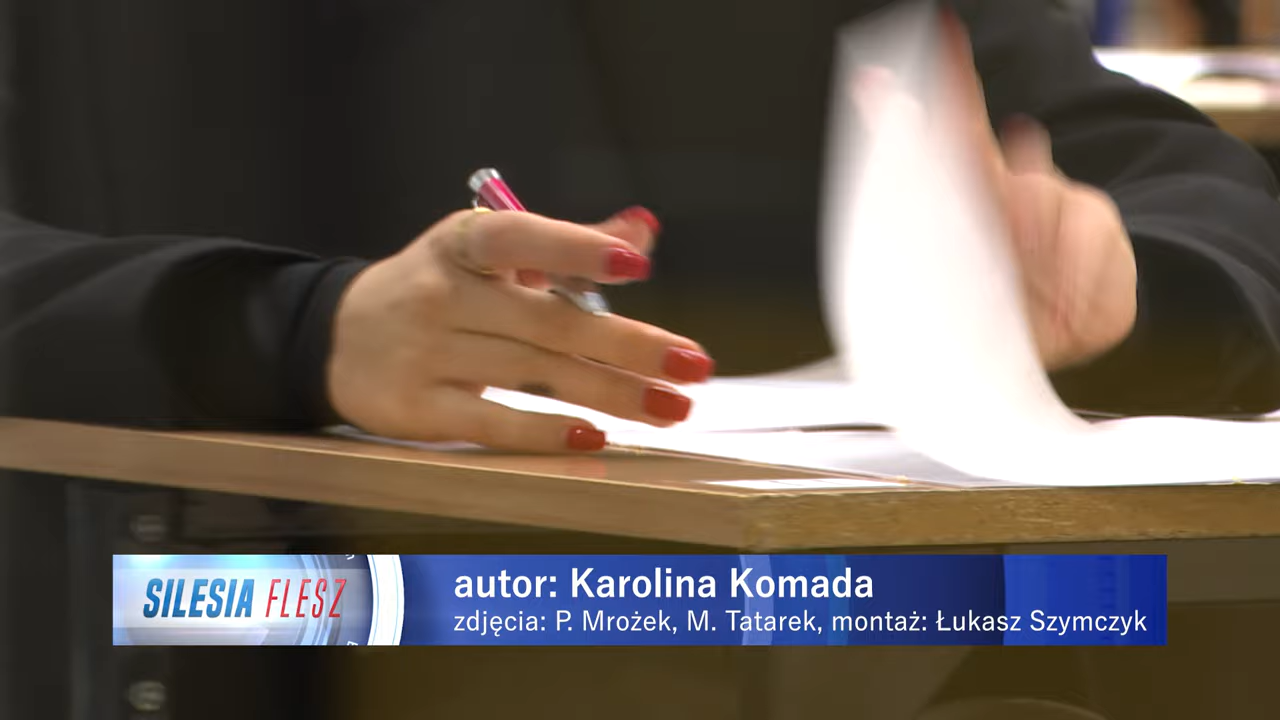 SILESIA FLESZ
autor: Karolina Komada
zdjęcia: P. Mrożek, M. Tatarek, montaż: Łukasz Szymczyk